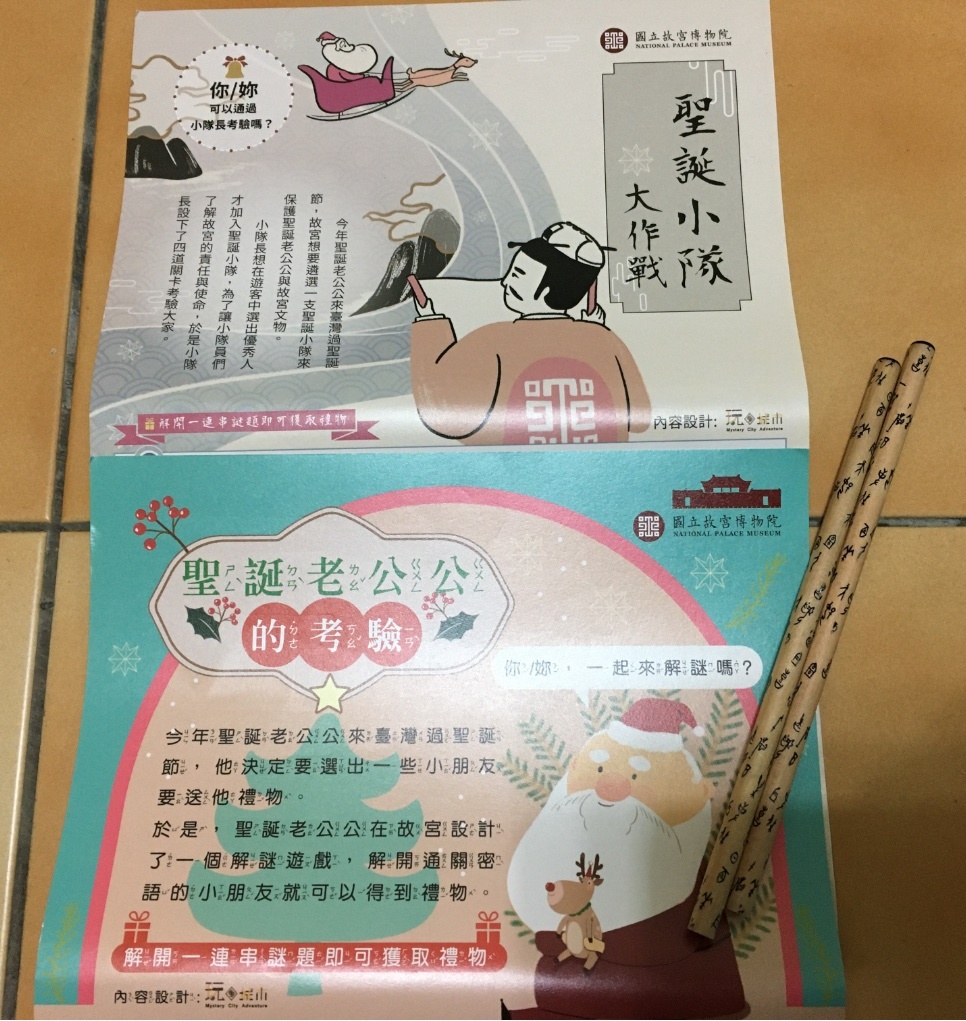 國立故宮博物院
NATIONAL PALACE MUSEUM
聖誕小隊
大作戰
你/妳
可以通過
小隊長考驗嗎？
今年聖誕老公公來臺灣過聖誕
節，故宮想要遴選一支聖誕小隊來
保護聖誕老公公與故宮文物。
小隊長想在遊客中選出優秀人
才加入聖誕小隊，為了讓小隊員們
了解故宮的責任與使命，於是小隊
長設下了四道關卡考驗大家。
解開一連串謎題即可獲取禮物
內容設計：
Mystery City Adventure
國立故宮博物院
NATIONAL PALACE MUSEUM
聖誕老公公
的考驗
你/妳，一起來解謎嗎？
今年聖誕老公公來臺灣過聖誕
節，他決定要選出一些小朋友
要送他禮物。
於是，聖誕老公公在故宮設計
了一個解謎遊戲，解開通關密
語的小朋友就可以得到禮物。
解開一連串謎題即可獲取禮物
內容設計：
Mystery City Adventure